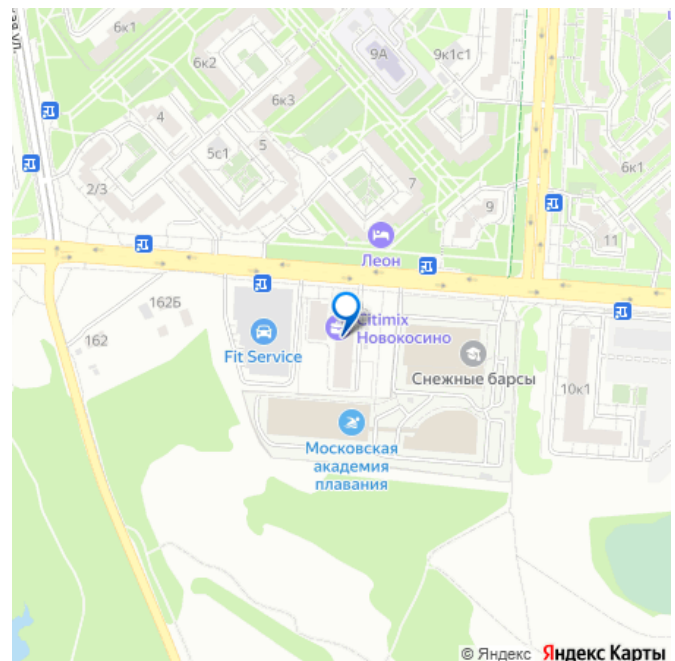 6к1
6к2
9А
9к1с1
6к3
4
5
5с1
2/3
7
9
6к1
11
Леон
162Б
162
Fit Service
Citimix
Новокосино
Снежные барсы
10к1
Московская
академия
плавания
© Яндекс Яндекс Карты